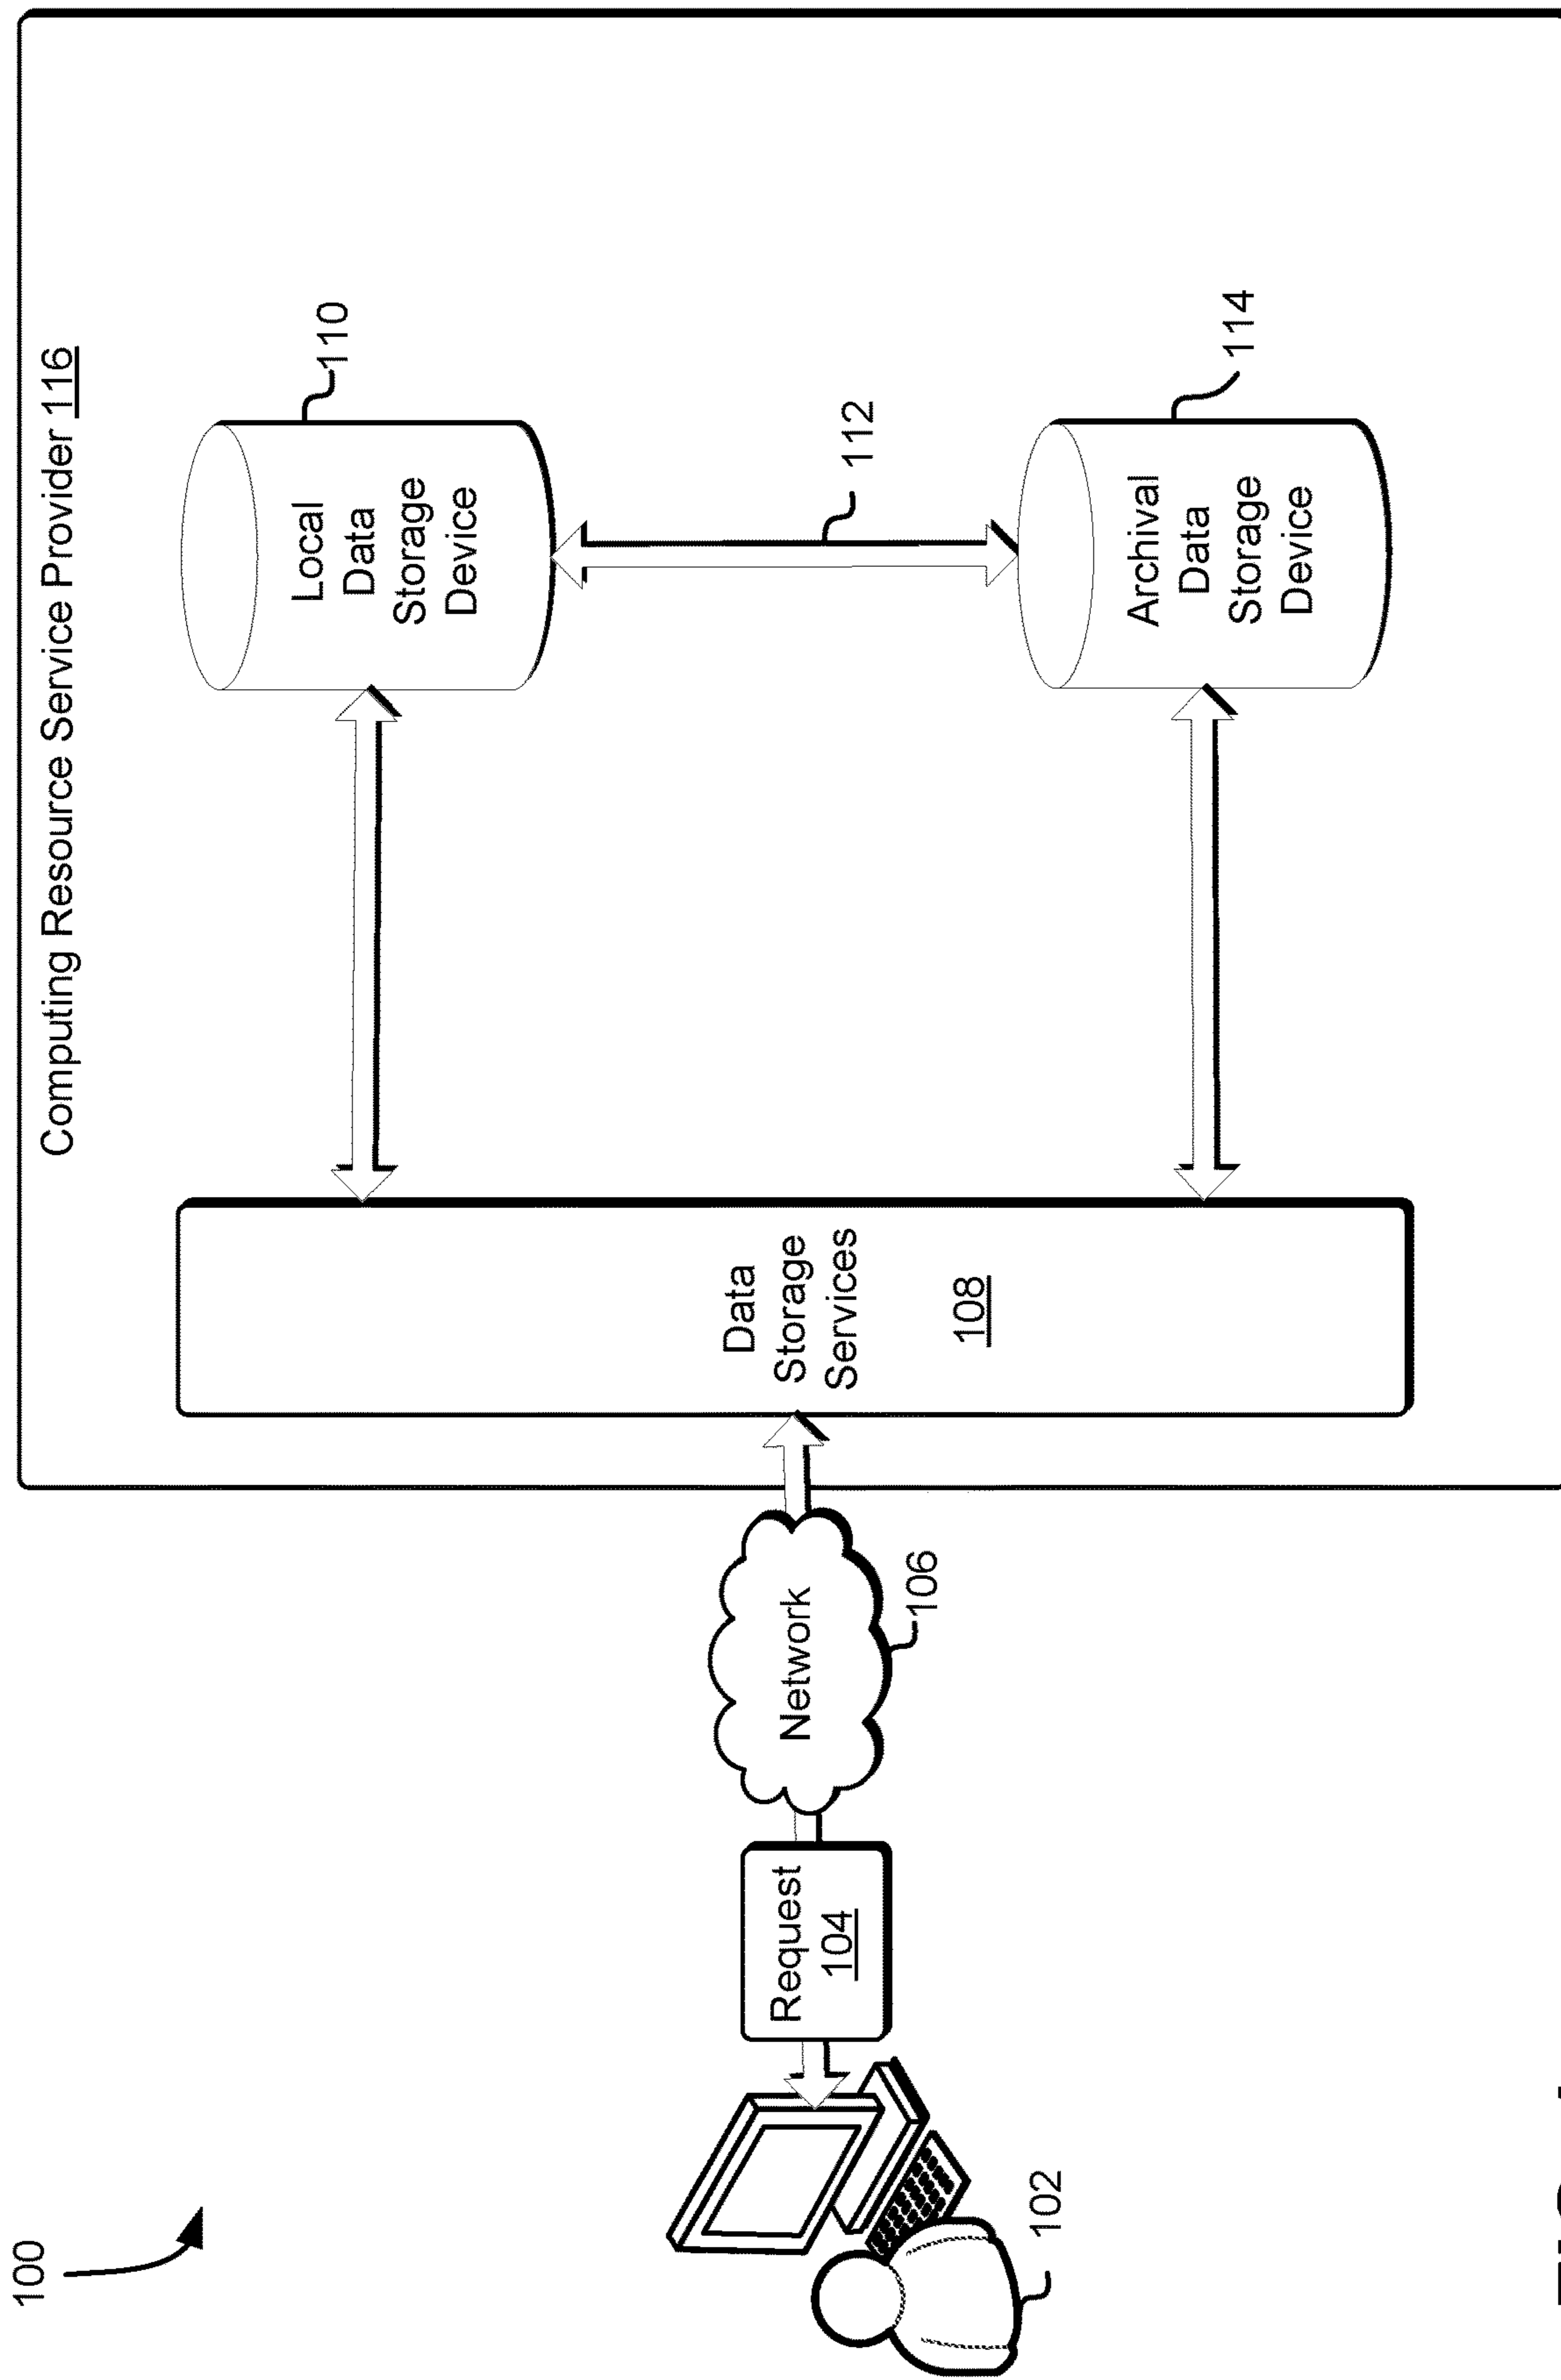 100
Computing Resource Service Provider 116
Local
Data
Storage
Device
110
112
Archival
Data
Storage
Device
114
Data
Storage
Services
108
Network
106
Request
104
102